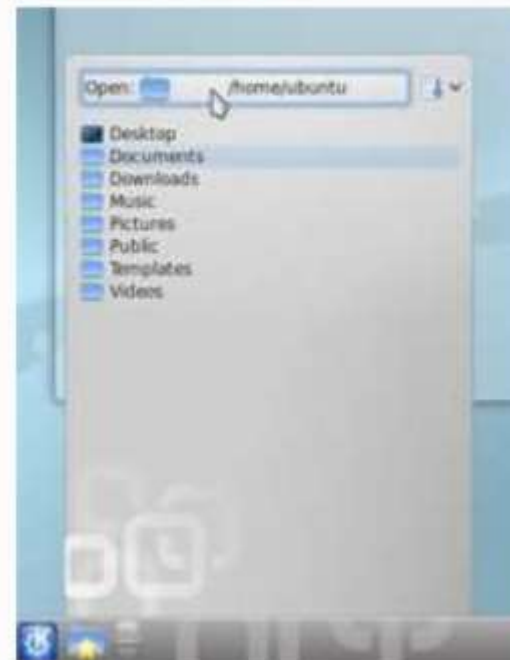 Open: /home/ubuntu
Desktop
Documents
Downloads
Music
Pictures
Public
Templates
Videos